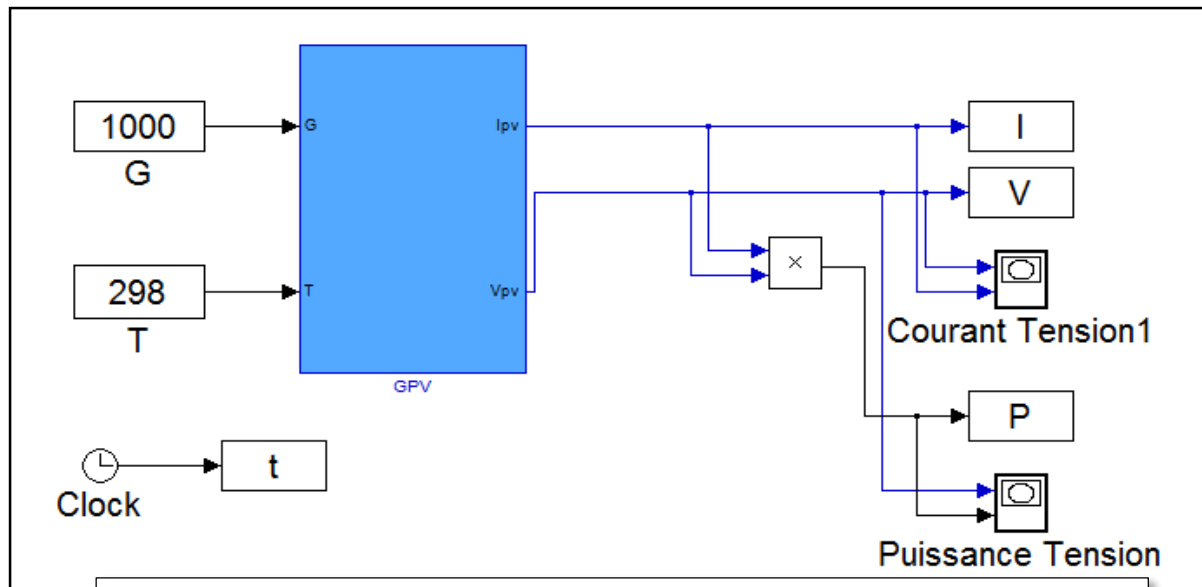 1000
G
298
T
G
T
Ipv
Vpv
GPV
×
I
V
Courant Tension1
P
Puissance Tension
t
Clock